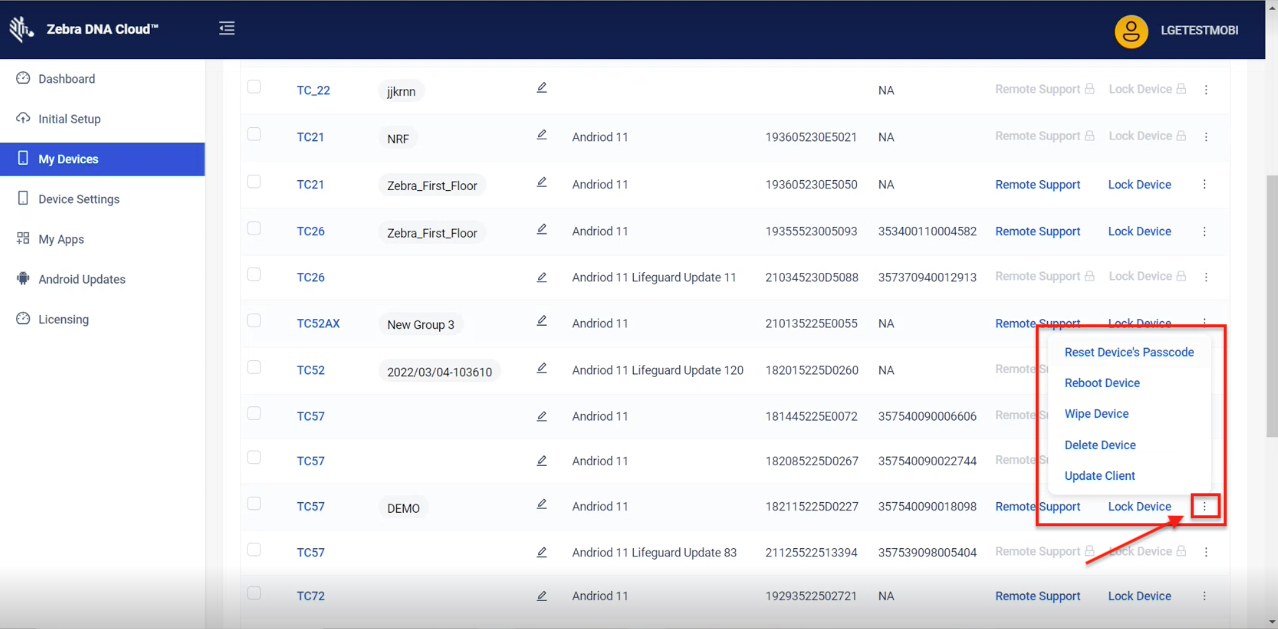 Zebra DNA Cloud™
LGETESTMOBI
Dashboard
Initial Setup
My Devices
Device Settings
My Apps
Android Updates
Licensing
TC_22 jjkrnn NA Remote Support Lock Device
TC21 NRF Andriod 11 193605230E5021 NA Remote Support Lock Device
TC21 Zebra_First_Floor Andriod 11 193605230E5050 NA Remote Support Lock Device
TC26 Zebra_First_Floor Andriod 11 19355523005093 353400110004582 Remote Support Lock Device
TC26 Andriod 11 Lifeguard Update 11 210345230D5088 357370940012913 Remote Support Lock Device
TC52AX New Group 3 Andriod 11 210135225E0055 NA Remote Support Lock Device
TC52 2022/03/04-103610 Andriod 11 Lifeguard Update 120 182015225D0260 NA Remote
TC57 Andriod 11 181445225E0072 357540090006606 Remote
TC57 Andriod 11 182085225D0267 357540090022744 Remote
TC57 DEMO Andriod 11 182115225D0227 357540090018098 Remote Support Lock Device
TC57 Andriod 11 Lifeguard Update 83 21125522513394 357539098005404 Remote Support Lock Device
TC72 Andriod 11 19293522502721 NA Remote Support Lock Device
Reset Device's Passcode
Reboot Device
Wipe Device
Delete Device
Update Client